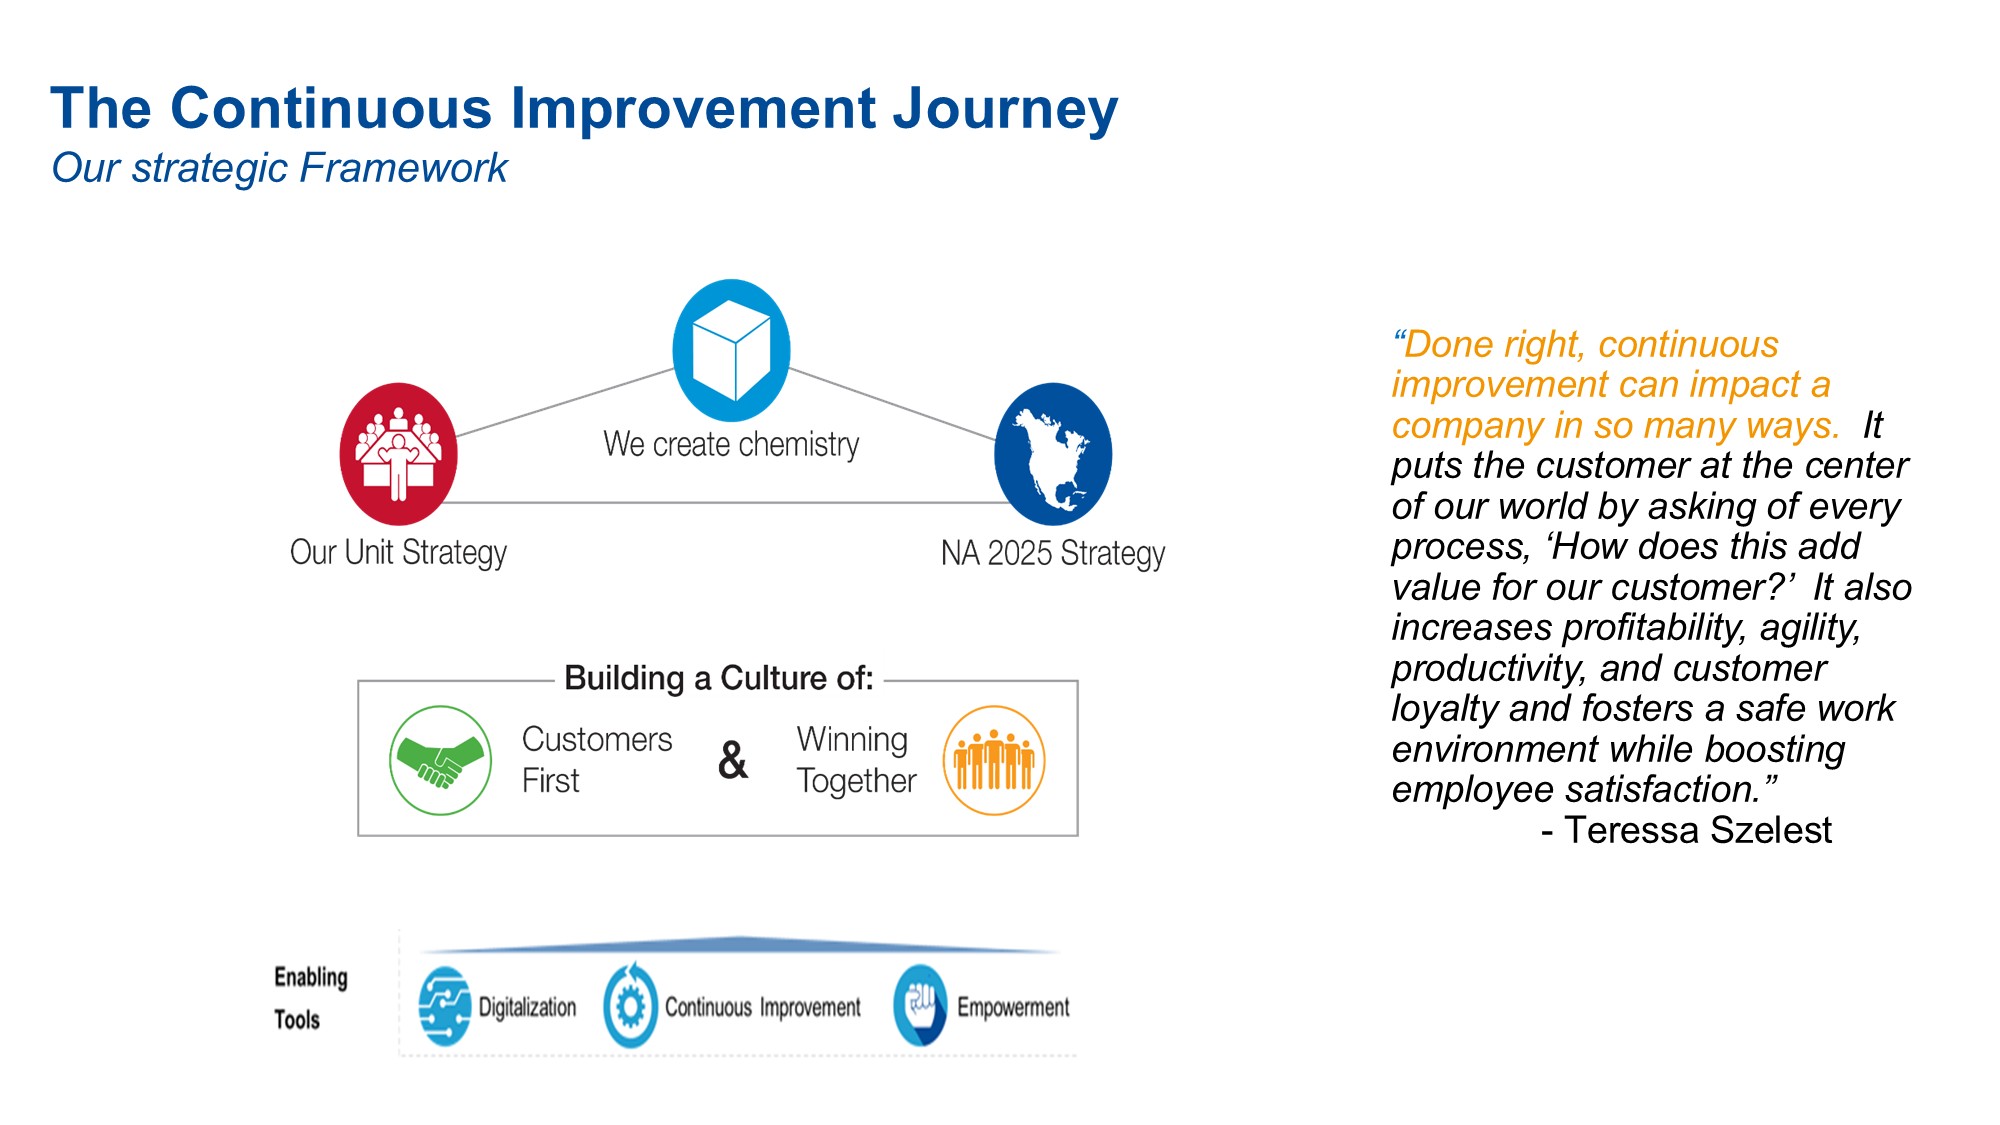 The Continuous Improvement Journey
Our strategic Framework
We create chemistry
Our Unit Strategy
NA 2025 Strategy
Building a Culture of:
Customers
First
&
Winning
Together
Enabling
Tools
Digitalization
Continuous Improvement
Empowerment
“Done right, continuous
improvement can impact a
company in so many ways.  It
puts the customer at the center
of our world by asking of every
process, ‘How does this add
value for our customer?’  It also
increases profitability, agility,
productivity, and customer
loyalty and fosters a safe work
environment while boosting
employee satisfaction.”
- Teressa Szelest